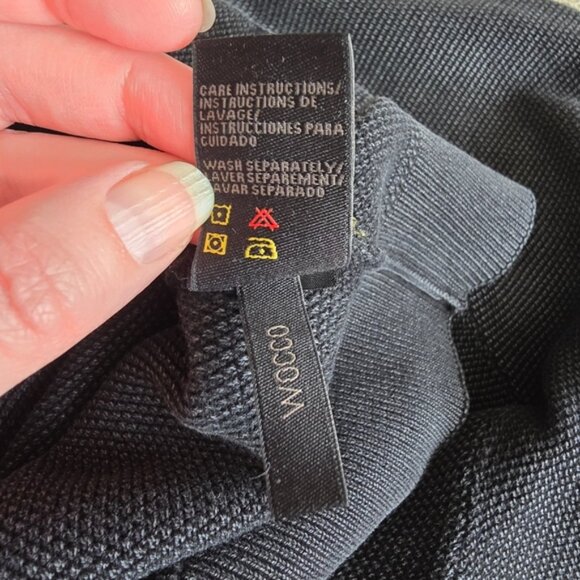 CARE INSTRUCTIONS/
INSTRUCTIONS DE
LAVAGE/
INSTRUCCIONES PARA
CUIDADO
WASH SEPARATELY/
LAVER SEPAREMENT/
LAVAR SEPARADO
WOCCO